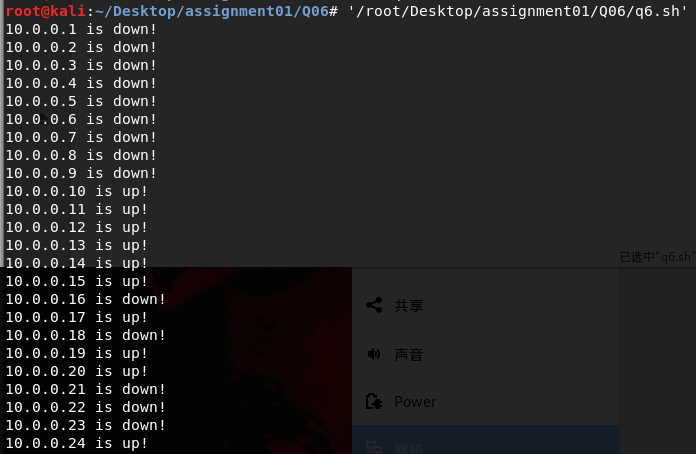 root@kali:~/Desktop/assignment01/Q06# '/root/Desktop/assignment01/Q06/q6.sh'
10.0.0.1 is down!
10.0.0.2 is down!
10.0.0.3 is down!
10.0.0.4 is down!
10.0.0.5 is down!
10.0.0.6 is down!
10.0.0.7 is down!
10.0.0.8 is down!
10.0.0.9 is down!
10.0.0.10 is up!
10.0.0.11 is up!
10.0.0.12 is up!
10.0.0.13 is up!
10.0.0.14 is up!
已选中"q6.sh"
10.0.0.15 is up!
10.0.0.16 is down!
共享
10.0.0.17 is up!
10.0.0.18 is down!
10.0.0.19 is up!
声音
10.0.0.20 is up!
10.0.0.21 is down!
10.0.0.22 is down!
Power
10.0.0.23 is down!
10.0.0.24 is up!
网络